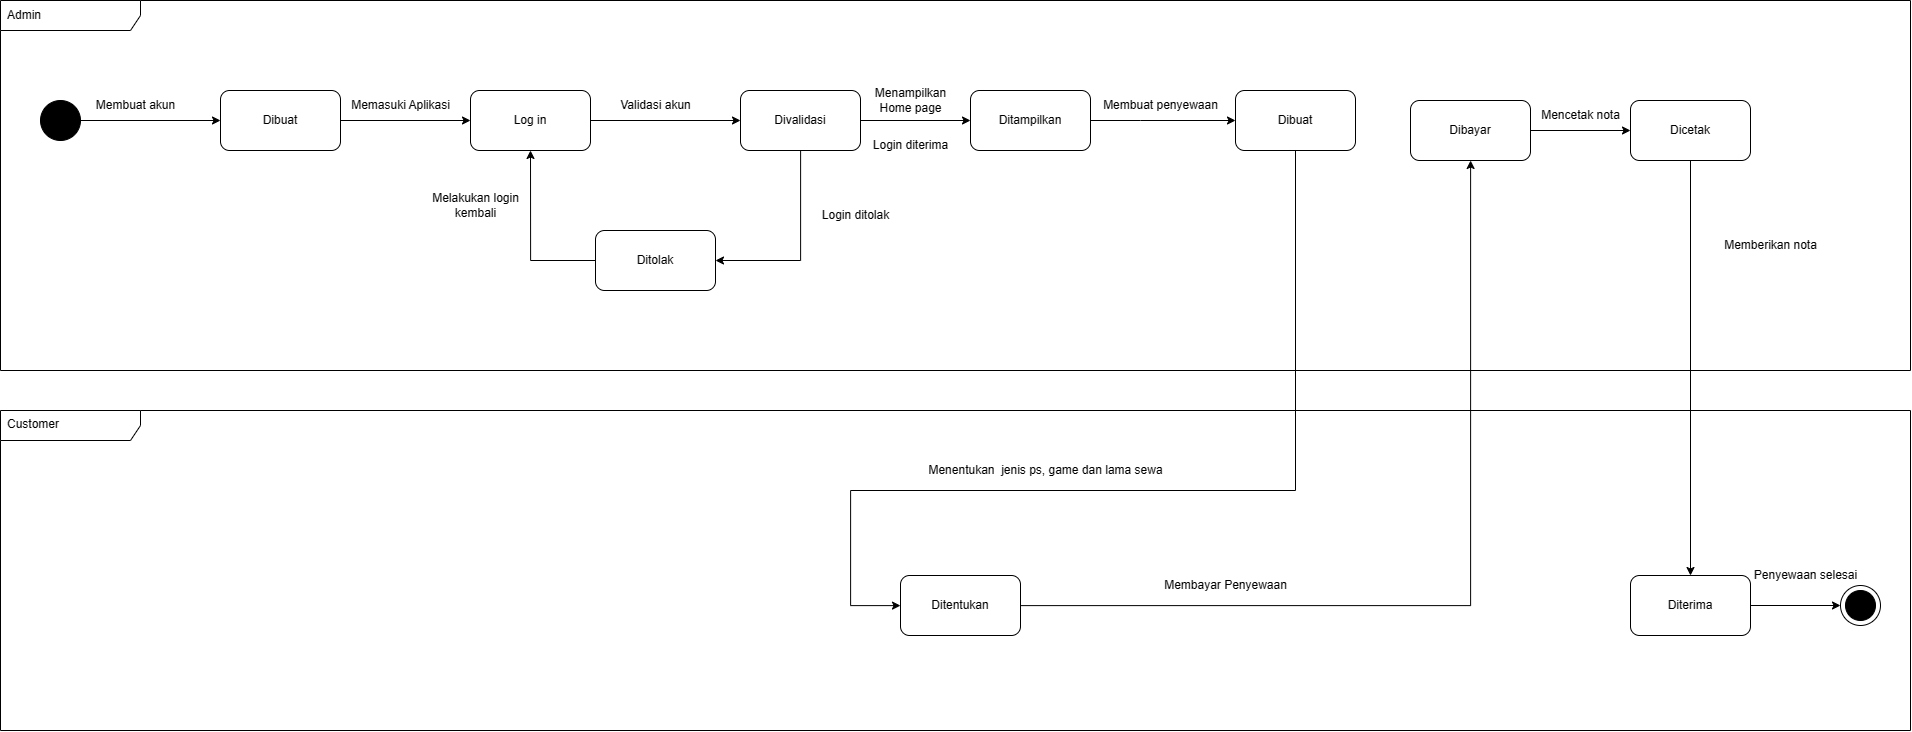 Admin
Membuat akun
Dibuat
Memasuki Aplikasi
Log in
Validasi akun
Divalidasi
Menampilkan
Home page
Login diterima
Ditampilkan
Membuat penyewaan
Dibuat
Dibayar
Mencetak nota
Dicetak
Melakukan login
kembali
Login ditolak
Ditolak
Memberikan nota
Customer
Menentukan  jenis ps, game dan lama sewa
Ditentukan
Membayar Penyewaan
Diterima
Penyewaan selesai